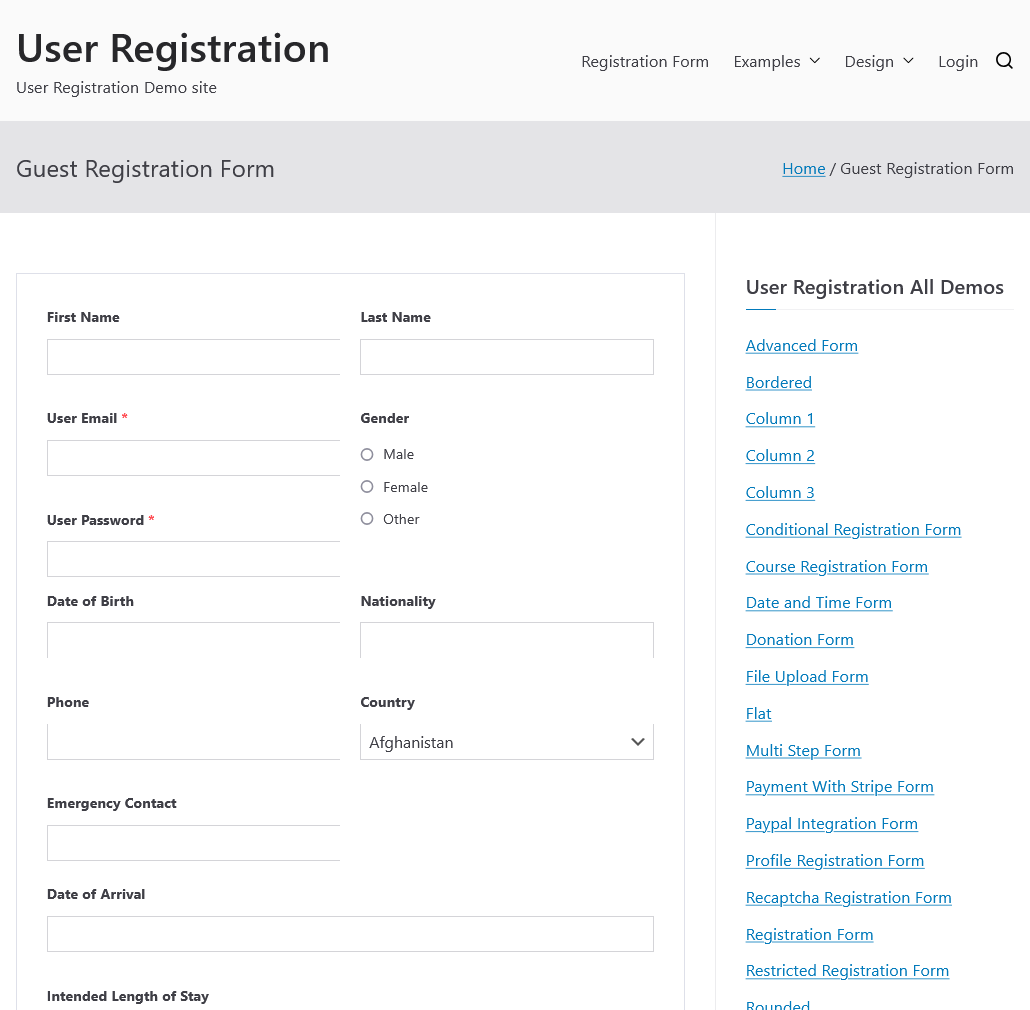 User Registration
User Registration Demo site
Registration Form Examples Design Login
Guest Registration Form
Home / Guest Registration Form
First Name
Last Name
User Email *
Gender
Male
Female
Other
User Password *
Date of Birth
Nationality
Phone
Country
Afghanistan
Emergency Contact
Date of Arrival
Intended Length of Stay
User Registration All Demos
Advanced Form
Bordered
Column 1
Column 2
Column 3
Conditional Registration Form
Course Registration Form
Date and Time Form
Donation Form
File Upload Form
Flat
Multi Step Form
Payment With Stripe Form
Paypal Integration Form
Profile Registration Form
Recaptcha Registration Form
Registration Form
Restricted Registration Form
Rounded